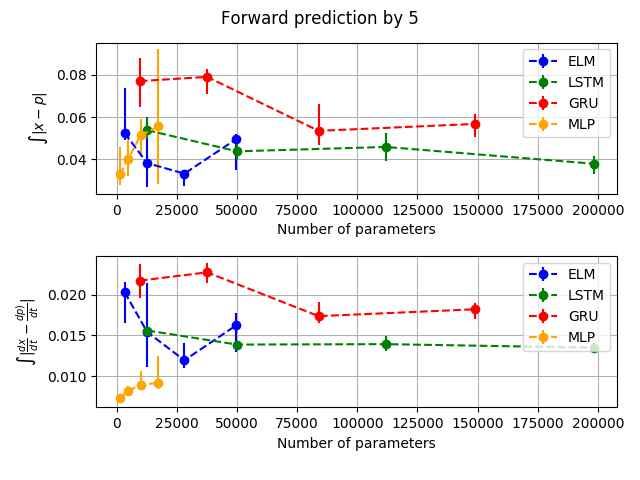 Forward prediction by 5
∫|x − p|
0.08
0.06
0.04
ELM
LSTM
GRU
MLP
0 25000 50000 75000 100000 125000 150000 175000 200000
Number of parameters
∫|dx/dt − dp)/dt|
0.020
0.015
0.010
ELM
LSTM
GRU
MLP
0 25000 50000 75000 100000 125000 150000 175000 200000
Number of parameters